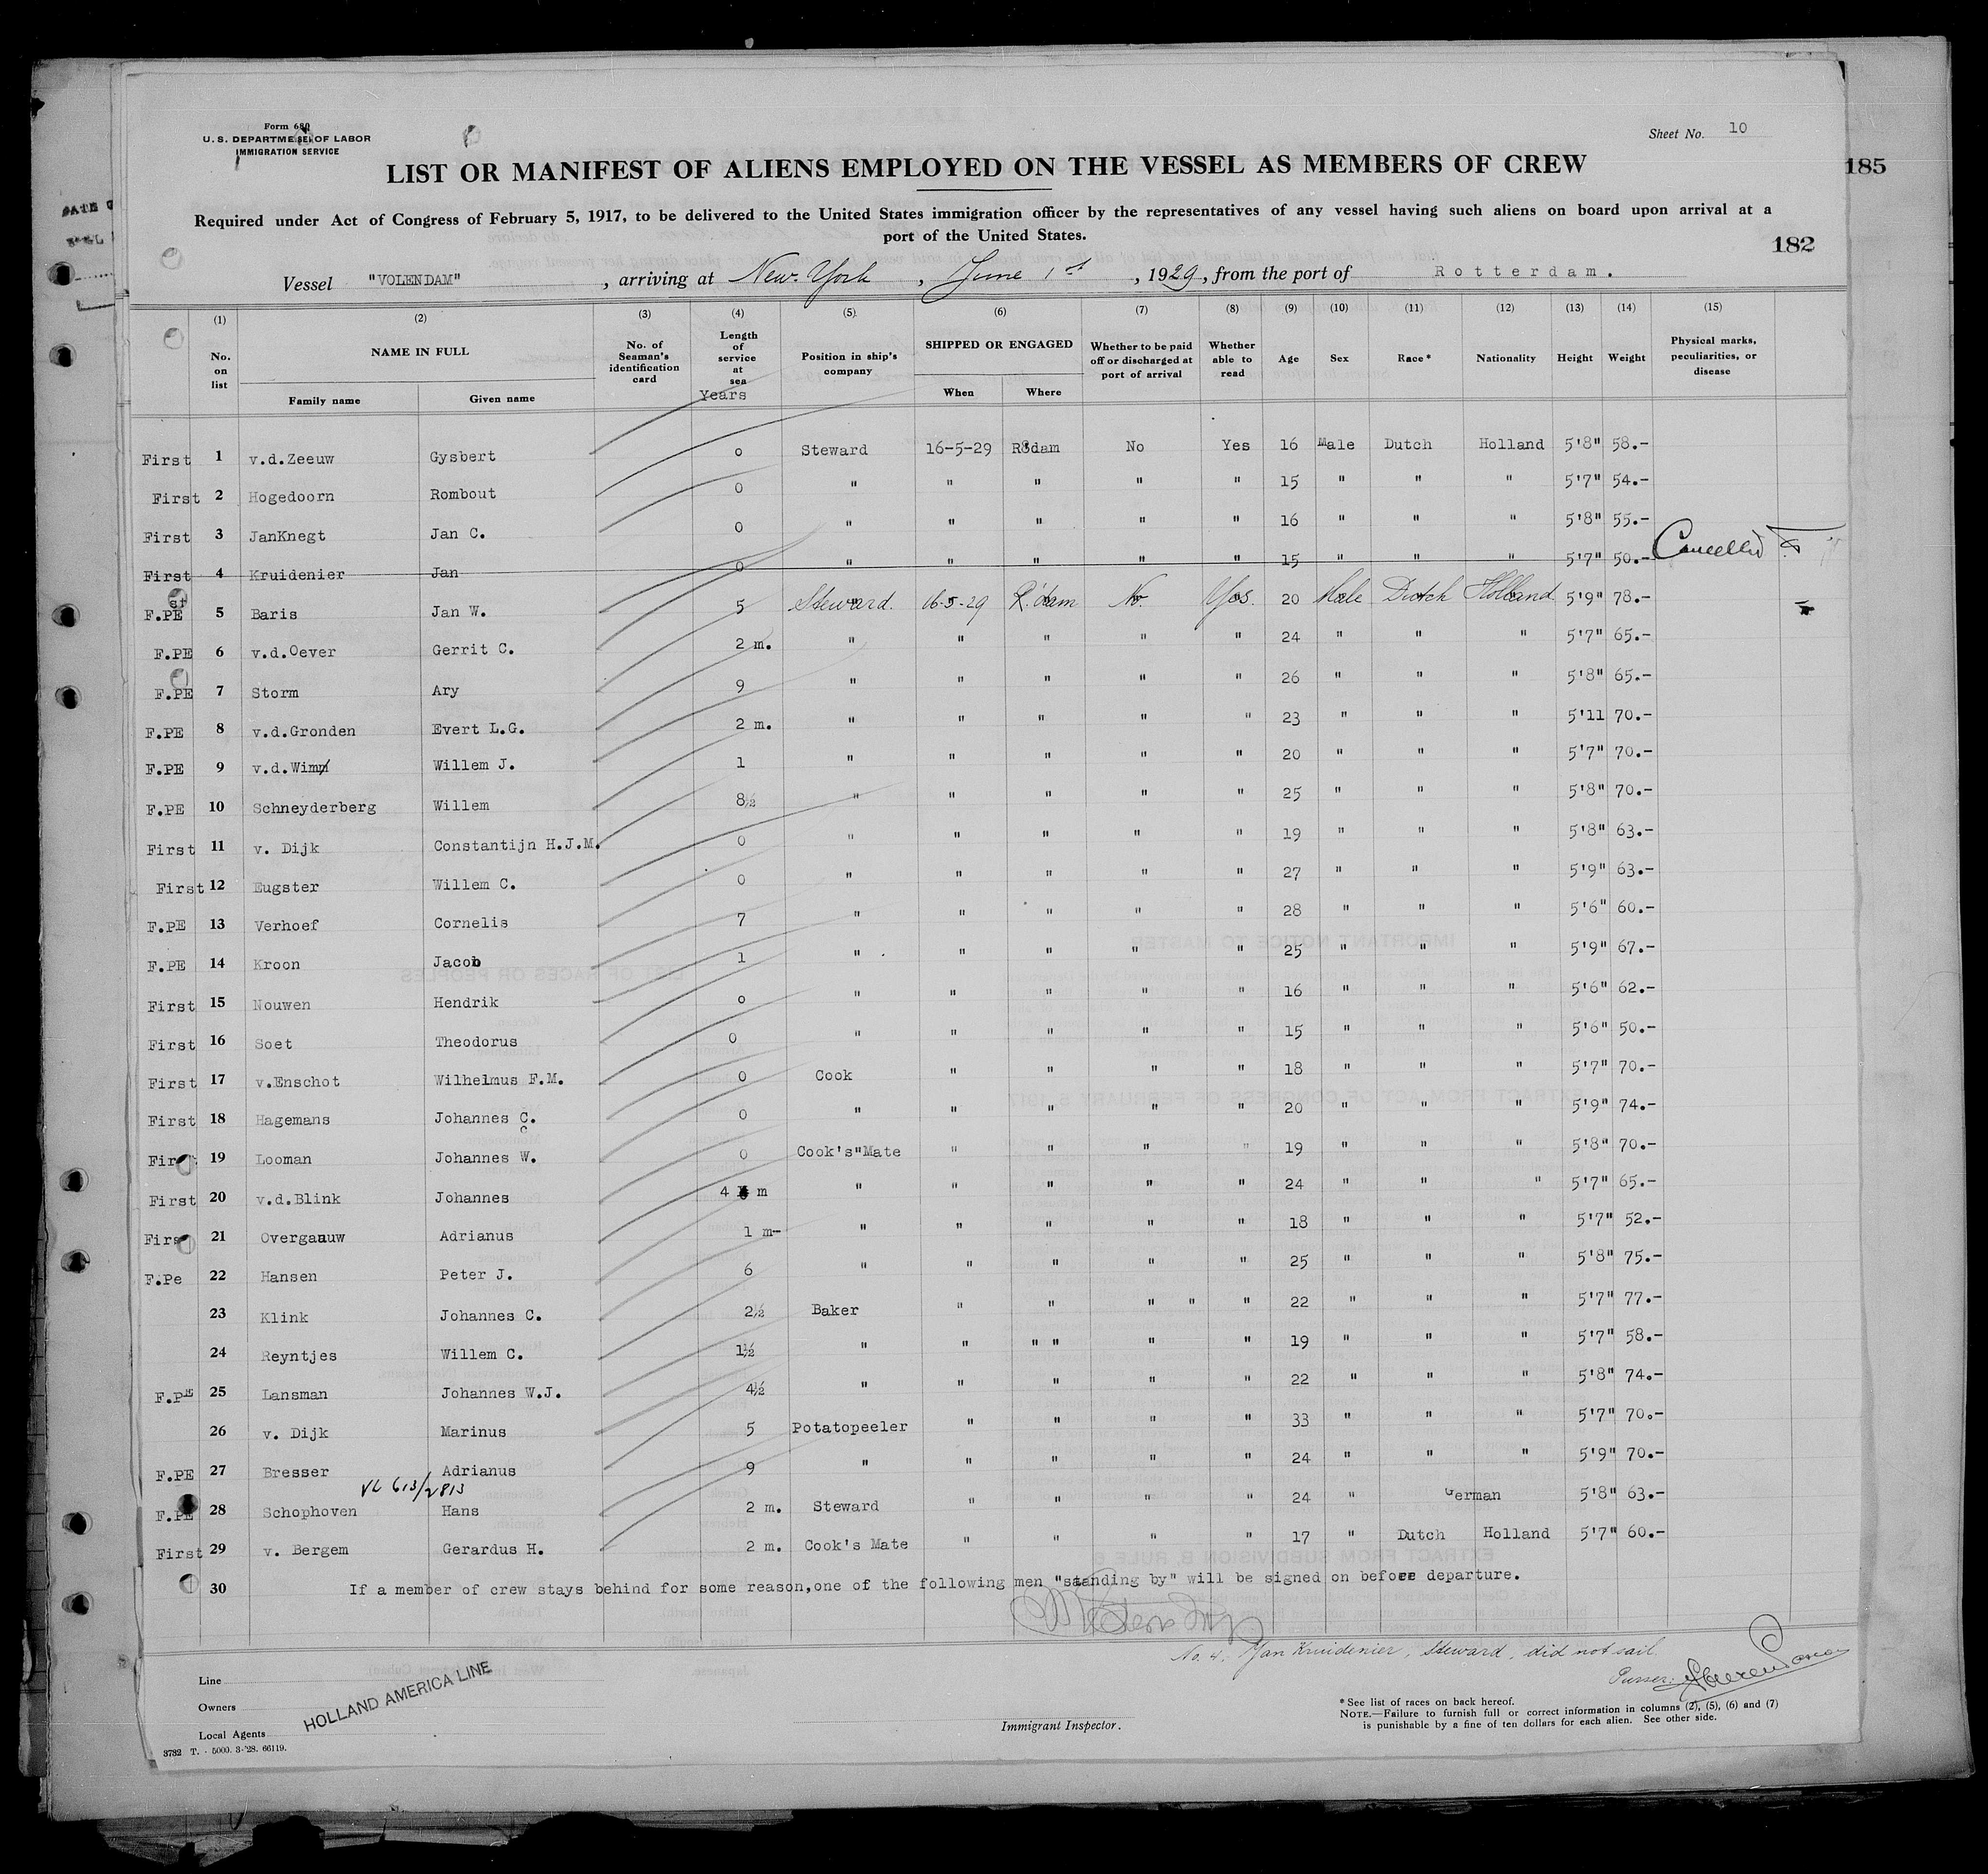 Form 680
U. S. DEPARTMENT OF LABOR
IMMIGRATION SERVICE
Sheet No. 10
LIST OR MANIFEST OF ALIENS EMPLOYED ON THE VESSEL AS MEMBERS OF CREW
185
Required under Act of Congress of February 5, 1917, to be delivered to the United States immigration officer by the representatives of any vessel having such aliens on board upon arrival at a
port of the United States.
182
Vessel "VOLENDAM", arriving at New York, June 1st, 1929, from the port of Rotterdam.
(1) (2) (3) (4) (5) (6) (7) (8) (9) (10) (11) (12) (13) (14) (15)
No. on list NAME IN FULL Family name Given name No. of Seaman's identification card Length of service at sea Years Position in ship's company SHIPPED OR ENGAGED When Where Whether to be paid off or discharged at port of arrival Whether able to read Age Sex Race* Nationality Height Weight Physical marks, peculiarities, or disease
First 1 v.d.Zeeuw Gysbert 0 Steward 16-5-29 R'dam No Yes 16 Male Dutch Holland 5'8" 58.-
First 2 Hogedoorn Rombout 0 " " " " " 15 " " " 5'7" 54.-
First 3 JanKnegt Jan C. 0 " " " " " 16 " " " 5'8" 55.-
First 4 Kruidenier Jan 0 " " " " " 15 " " " 5'7" 50.- Cancelled
F.PE 5 Baris Jan W. 5 Steward. 16-5-29 R'dam No. Yes. 20 Male Dutch Holland 5'9" 78.-
F.PE 6 v.d.Oever Gerrit C. 2 m. " " " " " 24 " " " 5'7" 65.-
F.PE 7 Storm Ary 9 " " " " " 26 " " " 5'8" 65.-
F.PE 8 v.d.Gronden Evert L.G. 2 m. " " " " " 23 " " " 5'11 70.-
F.PE 9 v.d.Wim Willem J. 1 " " " " " 20 " " " 5'7" 70.-
F.PE 10 Schneyderberg Willem 8½ " " " " " 25 " " " 5'8" 70.-
First 11 v. Dijk Constantijn H.J.M. 0 " " " " " 19 " " " 5'8" 63.-
First 12 Eugster Willem C. 0 " " " " " 27 " " " 5'9" 63.-
F.PE 13 Verhoef Cornelis 7 " " " " " 28 " " " 5'6" 60.-
F.PE 14 Kroon Jacob 1 " " " " " 25 " " " 5'9" 67.-
First 15 Nouwen Hendrik 0 " " " " " 16 " " " 5'6" 62.-
First 16 Soet Theodorus 0 " " " " " 15 " " " 5'6" 50.-
First 17 v.Enschot Wilhelmus F.M. 0 Cook " " " " 18 " " " 5'7" 70.-
First 18 Hagemans Johannes C. 0 " " " " " 20 " " " 5'9" 74.-
First 19 Looman Johannes W. 0 Cook's"Mate " " " " 19 " " " 5'8" 70.-
First 20 v.d.Blink Johannes 4 m " " " " " 24 " " " 5'7" 65.-
First 21 Overgaauw Adrianus 1 m- " " " " " 18 " " " 5'7" 52.-
F.Pe 22 Hansen Peter J. 6 " " " " " 25 " " " 5'8" 75.-
23 Klink Johannes C. 2½ Baker " " " " " 22 " " " 5'7" 77.-
24 Reyntjes Willem C. 1½ " " " " " " 19 " " " 5'7" 58.-
F.PE 25 Lansman Johannes W.J. 4½ " " " " " 22 " " " 5'8" 74.-
26 v. Dijk Marinus 5 Potatopeeler " " " " 33 " " " 5'7" 70.-
F.PE 27 Bresser Adrianus 9 " " " " " 24 " " " 5'9" 70.-
F.PE 28 Schophoven Hans 2 m. Steward " " " " 24 " German 5'8" 63.-
First 29 v. Bergem Gerardus H. 2 m. Cook's Mate " " " " 17 " Dutch Holland 5'7" 60.-
30 If a member of crew stays behind for some reason,one of the following men "standing by" will be signed on before departure.
No. 4. Jan Kruidenier, Steward, did not sail
Purser:
Line
Owners
Local Agents
HOLLAND AMERICA LINE
3782 T. - 5000. 3-'28. 66119.
Immigrant Inspector.
* See list of races on back hereof.
NOTE.—Failure to furnish full or correct information in columns (2), (5), (6) and (7)
is punishable by a fine of ten dollars for each alien. See other side.